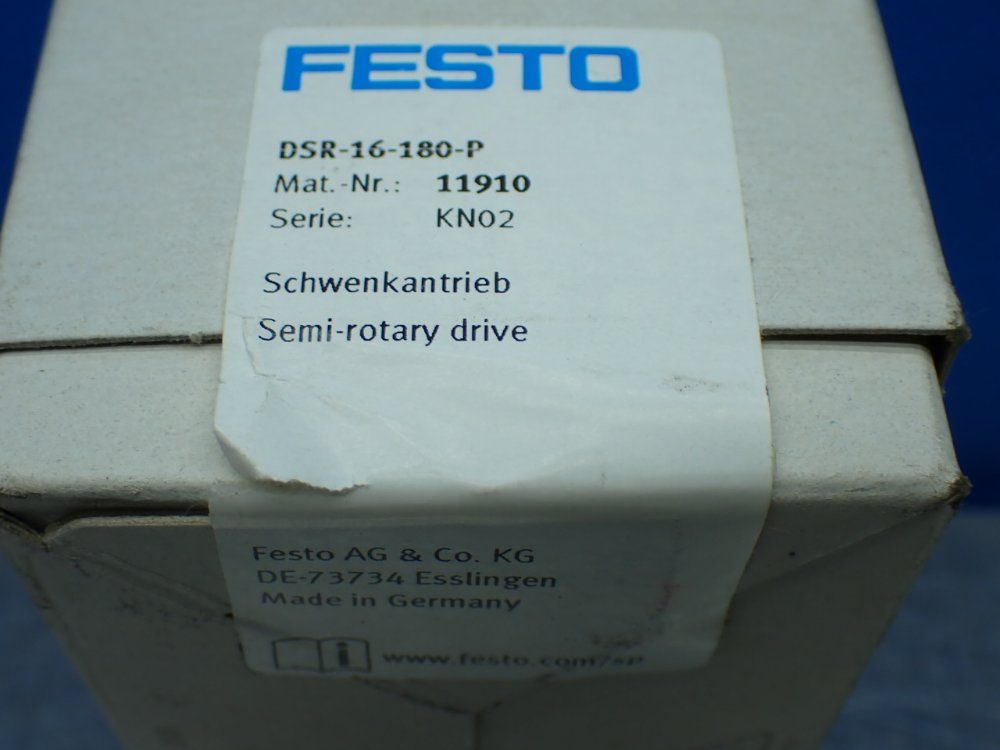 FESTO
DSR-16-180-P
Mat.-Nr.: 11910
Serie: KN02
Schwenkantrieb
Semi-rotary drive
Festo AG & Co. KG
DE-73734 Esslingen
Made in Germany
i www.festo.com/sp